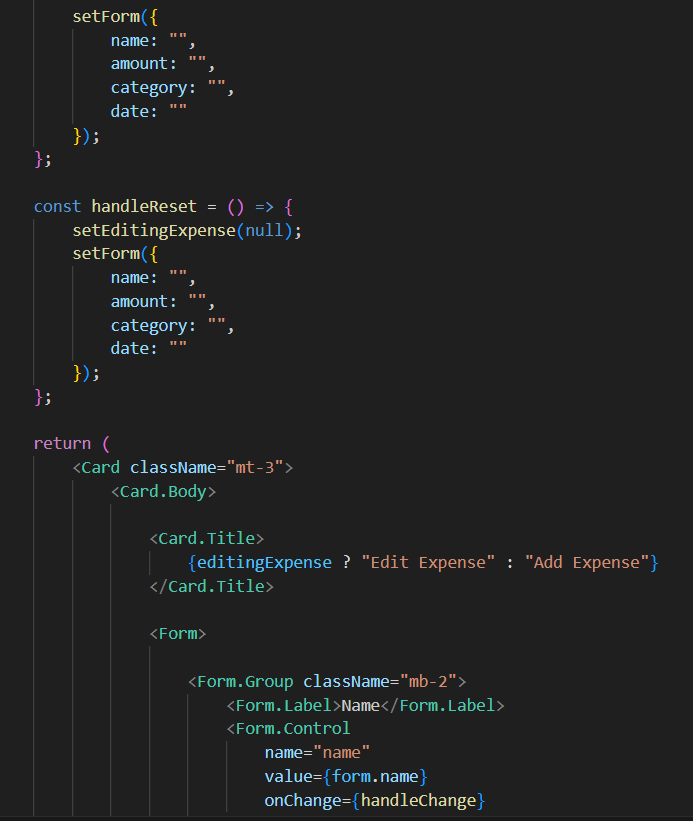 setForm({
name: "",
amount: "",
category: "",
date: ""
});
};
const handleReset = () => {
setEditingExpense(null);
setForm({
name: "",
amount: "",
category: "",
date: ""
});
};
return (
<Card className="mt-3">
<Card.Body>
<Card.Title>
{editingExpense ? "Edit Expense" : "Add Expense"}
</Card.Title>
<Form>
<Form.Group className="mb-2">
<Form.Label>Name</Form.Label>
<Form.Control
name="name"
value={form.name}
onChange={handleChange}